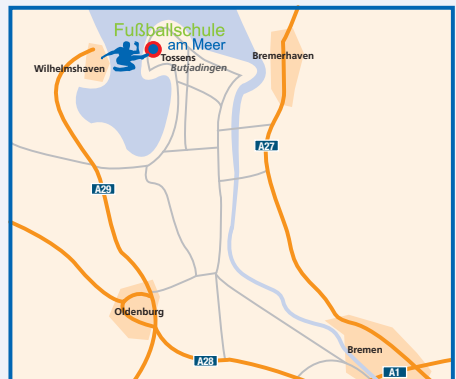 Fußballschule
am Meer
Tossens
Butjadingen
Wilhelmshaven
Bremerhaven
A27
A29
Oldenburg
Bremen
A28
A1